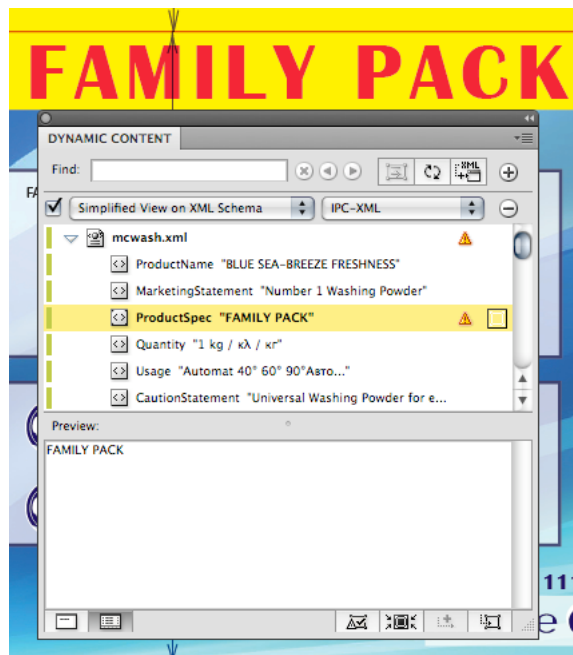 FAMILY PACK
DYNAMIC CONTENT
Find:
XML
Simplified View on XML Schema
IPC-XML
mcwash.xml
ProductName "BLUE SEA-BREEZE FRESHNESS"
MarketingStatement "Number 1 Washing Powder"
ProductSpec "FAMILY PACK"
Quantity "1 kg / κλ / кг"
Usage "Automat 40° 60° 90°Авто..."
CautionStatement "Universal Washing Powder for e...
Preview:
FAMILY PACK